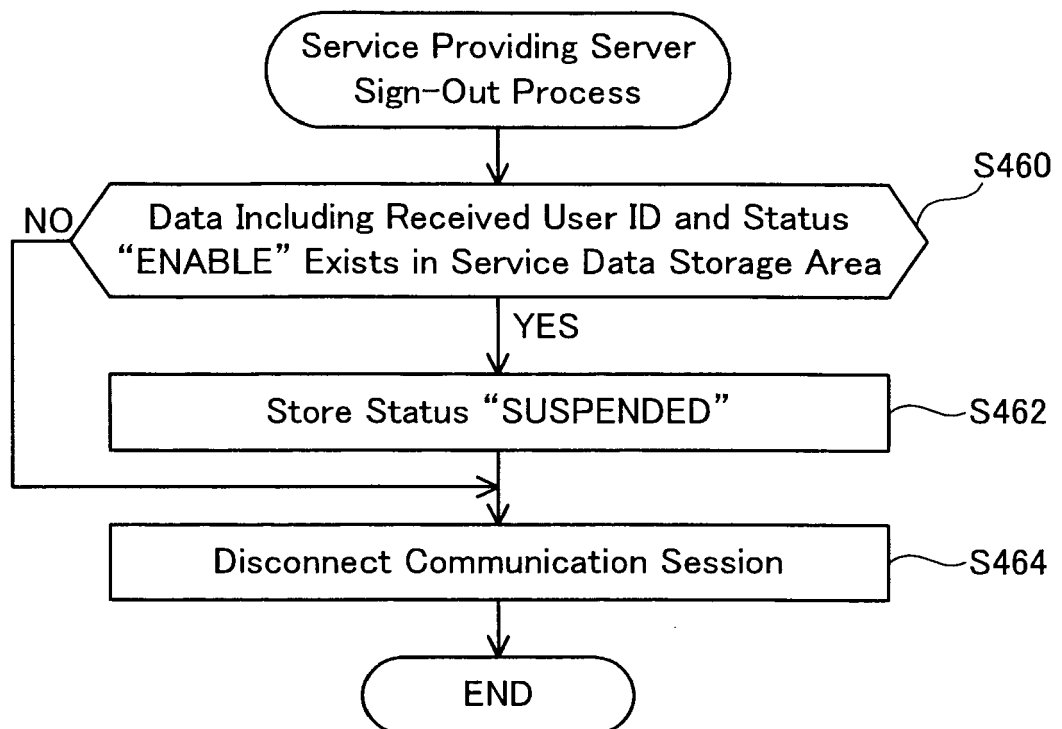 Service Providing Server
Sign-Out Process
S460
NO
Data Including Received User ID and Status
“ENABLE” Exists in Service Data Storage Area
YES
Store Status “SUSPENDED”
S462
Disconnect Communication Session
S464
END